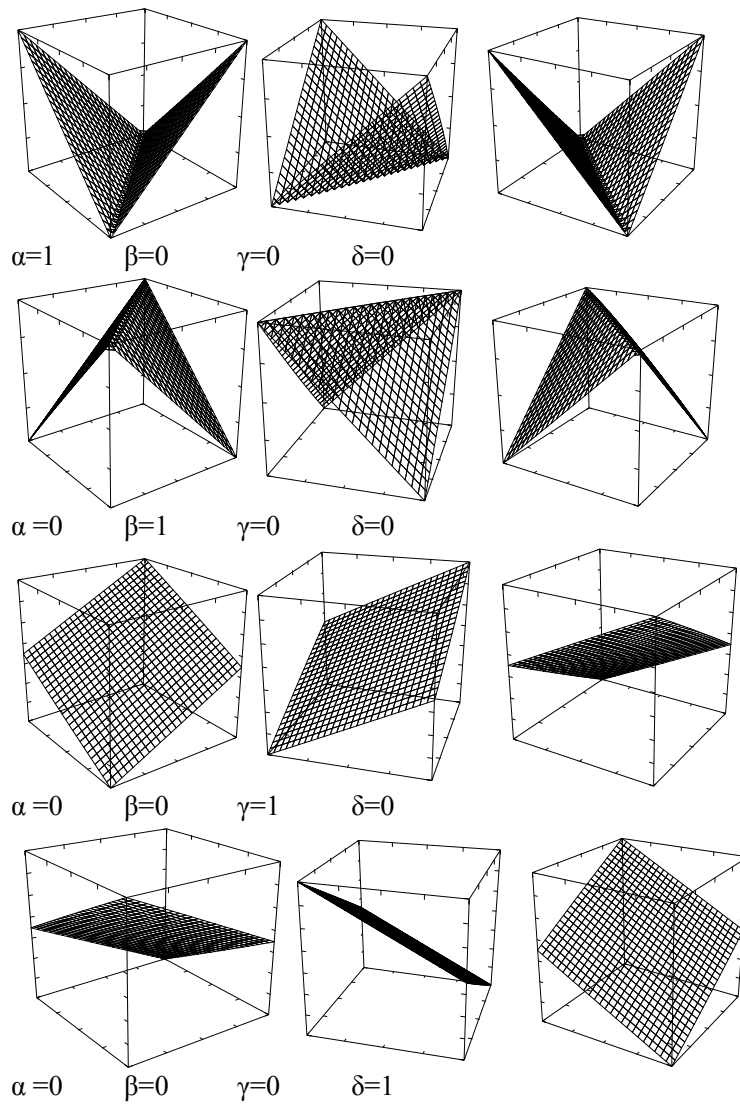 α=1 β=0 γ=0 δ=0
α =0 β=1 γ=0 δ=0
α =0 β=0 γ=1 δ=0
α =0 β=0 γ=0 δ=1